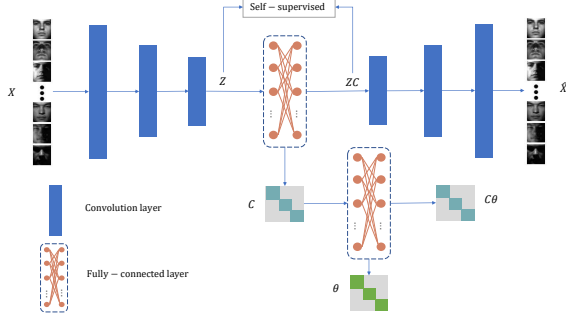 Self − supervised
Z
ZC
X
X̂
C
Cθ
Convolution layer
Fully − connected layer
θ